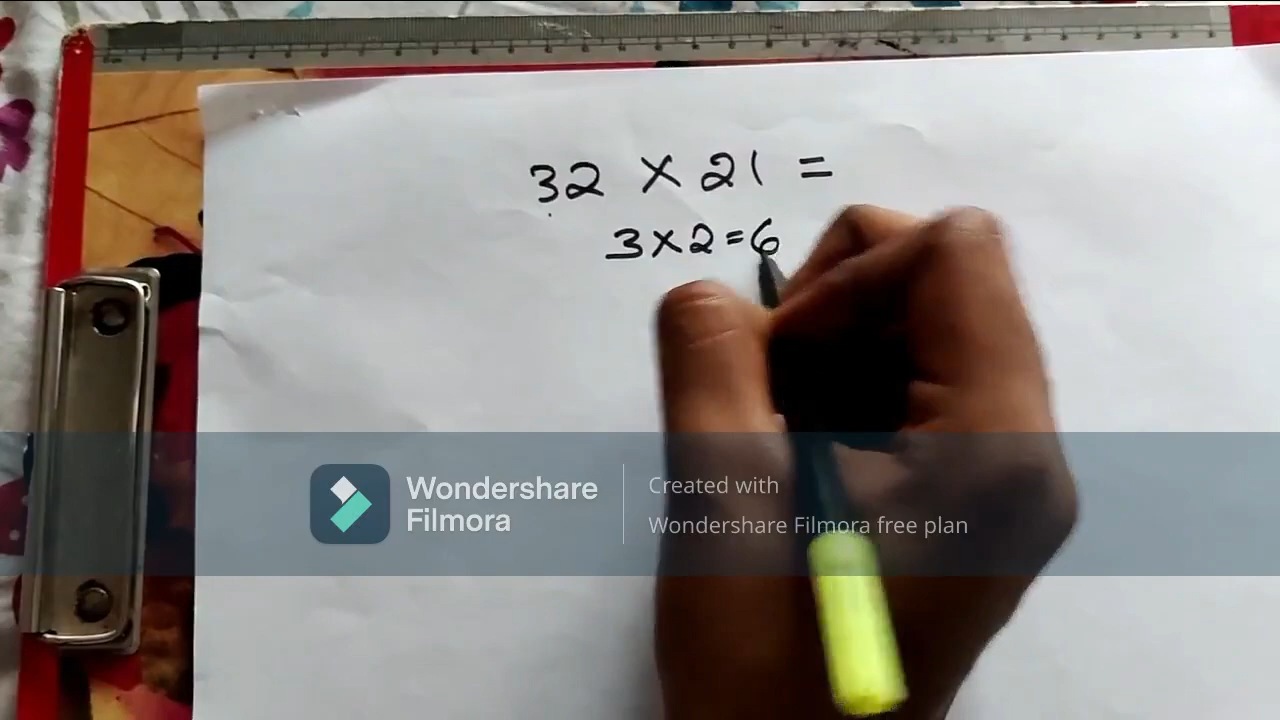 32 × 21 =
3×2=6
Wondershare
Filmora
Created with
Wondershare Filmora free plan